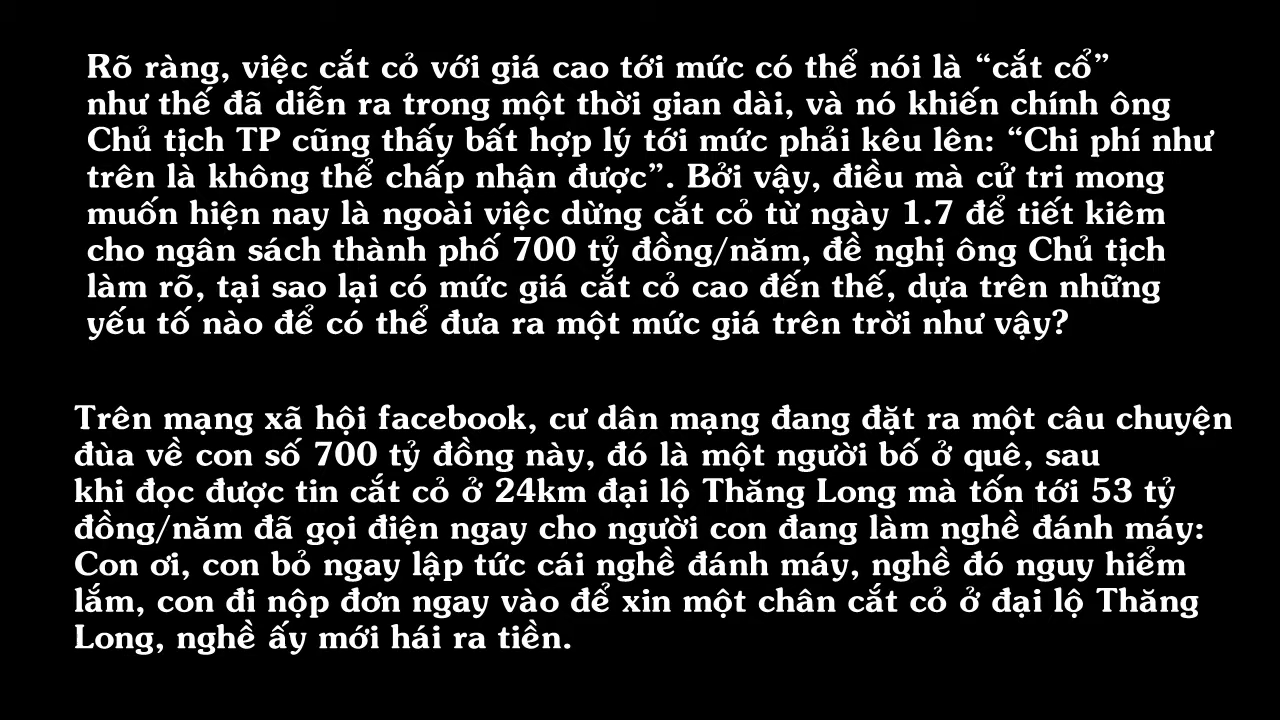 Rõ ràng, việc cắt cỏ với giá cao tới mức có thể nói là “cắt cổ”
như thế đã diễn ra trong một thời gian dài, và nó khiến chính ông
Chủ tịch TP cũng thấy bất hợp lý tới mức phải kêu lên: “Chi phí như
trên là không thể chấp nhận được”. Bởi vậy, điều mà cử tri mong
muốn hiện nay là ngoài việc dừng cắt cỏ từ ngày 1.7 để tiết kiêm
cho ngân sách thành phố 700 tỷ đồng/năm, đề nghị ông Chủ tịch
làm rõ, tại sao lại có mức giá cắt cỏ cao đến thế, dựa trên những
yếu tố nào để có thể đưa ra một mức giá trên trời như vậy?
Trên mạng xã hội facebook, cư dân mạng đang đặt ra một câu chuyện
đùa về con số 700 tỷ đồng này, đó là một người bố ở quê, sau
khi đọc được tin cắt cỏ ở 24km đại lộ Thăng Long mà tốn tới 53 tỷ
đồng/năm đã gọi điện ngay cho người con đang làm nghề đánh máy:
Con ơi, con bỏ ngay lập tức cái nghề đánh máy, nghề đó nguy hiểm
lắm, con đi nộp đơn ngay vào để xin một chân cắt cỏ ở đại lộ Thăng
Long, nghề ấy mới hái ra tiền.